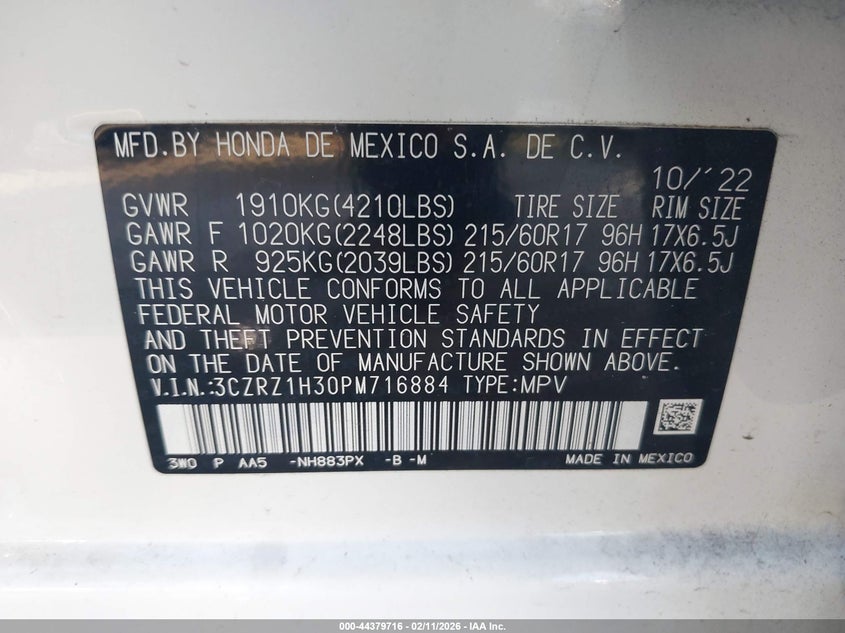 MFD.BY HONDA DE MEXICO S.A. DE C.V.
10/'22
GVWR 1910KG(4210LBS) TIRE SIZE RIM SIZE
GAWR F 1020KG(2248LBS) 215/60R17 96H 17X6.5J
GAWR R 925KG(2039LBS) 215/60R17 96H 17X6.5J
THIS VEHICLE CONFORMS TO ALL APPLICABLE
FEDERAL MOTOR VEHICLE SAFETY
AND THEFT PREVENTION STANDARDS IN EFFECT
ON THE DATE OF MANUFACTURE SHOWN ABOVE.
V.I.N.:3CZRZ1H30PM716884 TYPE:MPV
3W0 P AA5 -NH883PX -B -M MADE IN MEXICO
000-44379716 - 02/11/2026 - IAA Inc.